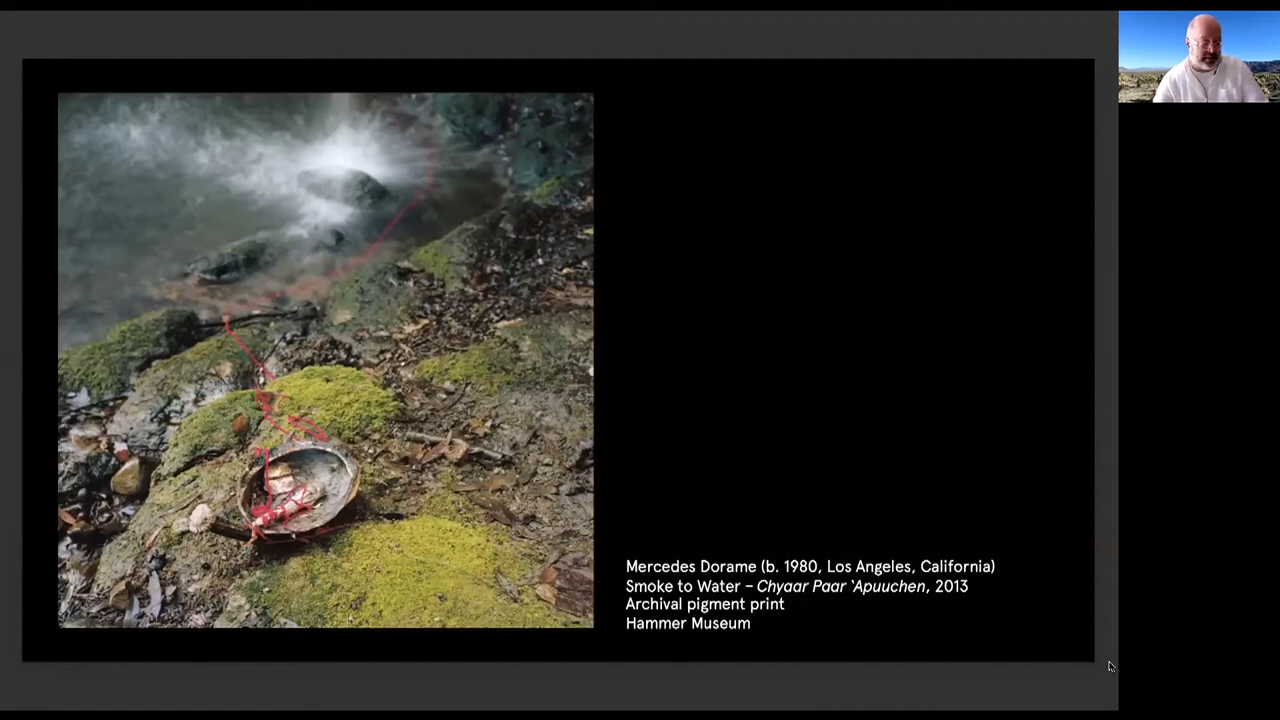 Mercedes Dorame (b. 1980, Los Angeles, California)
Smoke to Water – Chyaar Paar ‘Apuuchen, 2013
Archival pigment print
Hammer Museum